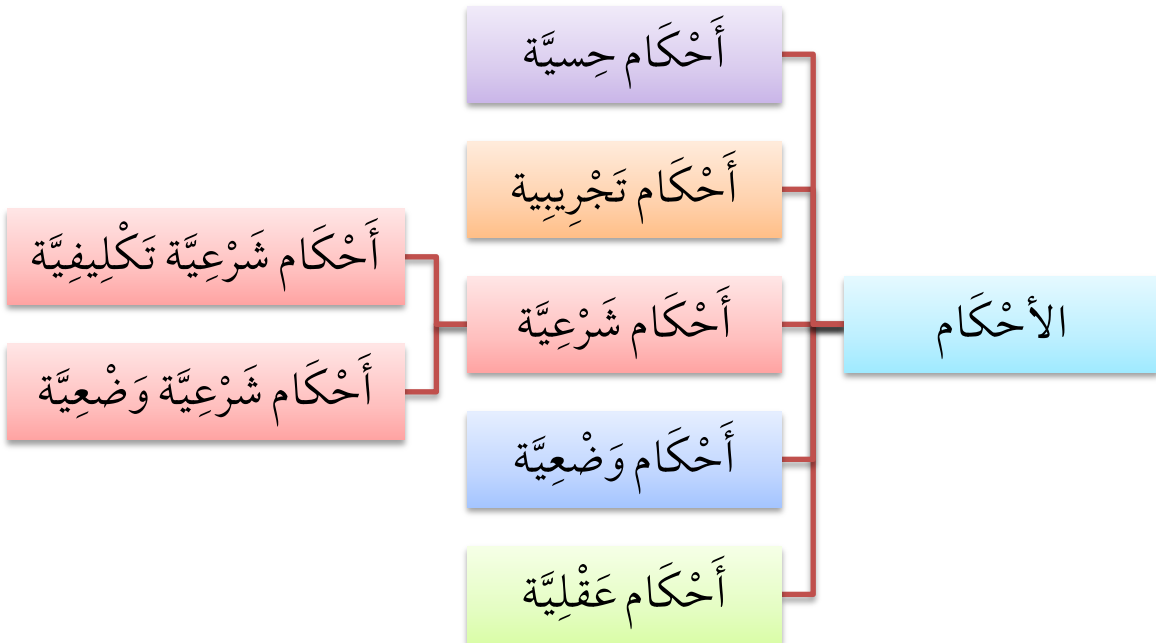 الأحْكَام
أَحْكَام حِسيَّة
أَحْكَام تَجْرِيبِية
أَحْكَام شَرْعِيَّة
أَحْكَام شَرْعِيَّة تَكْلِيفِيَّة
أَحْكَام شَرْعِيَّة وَضْعِيَّة
أَحْكَام وَضْعِيَّة
أَحْكَام عَقْلِيَّة